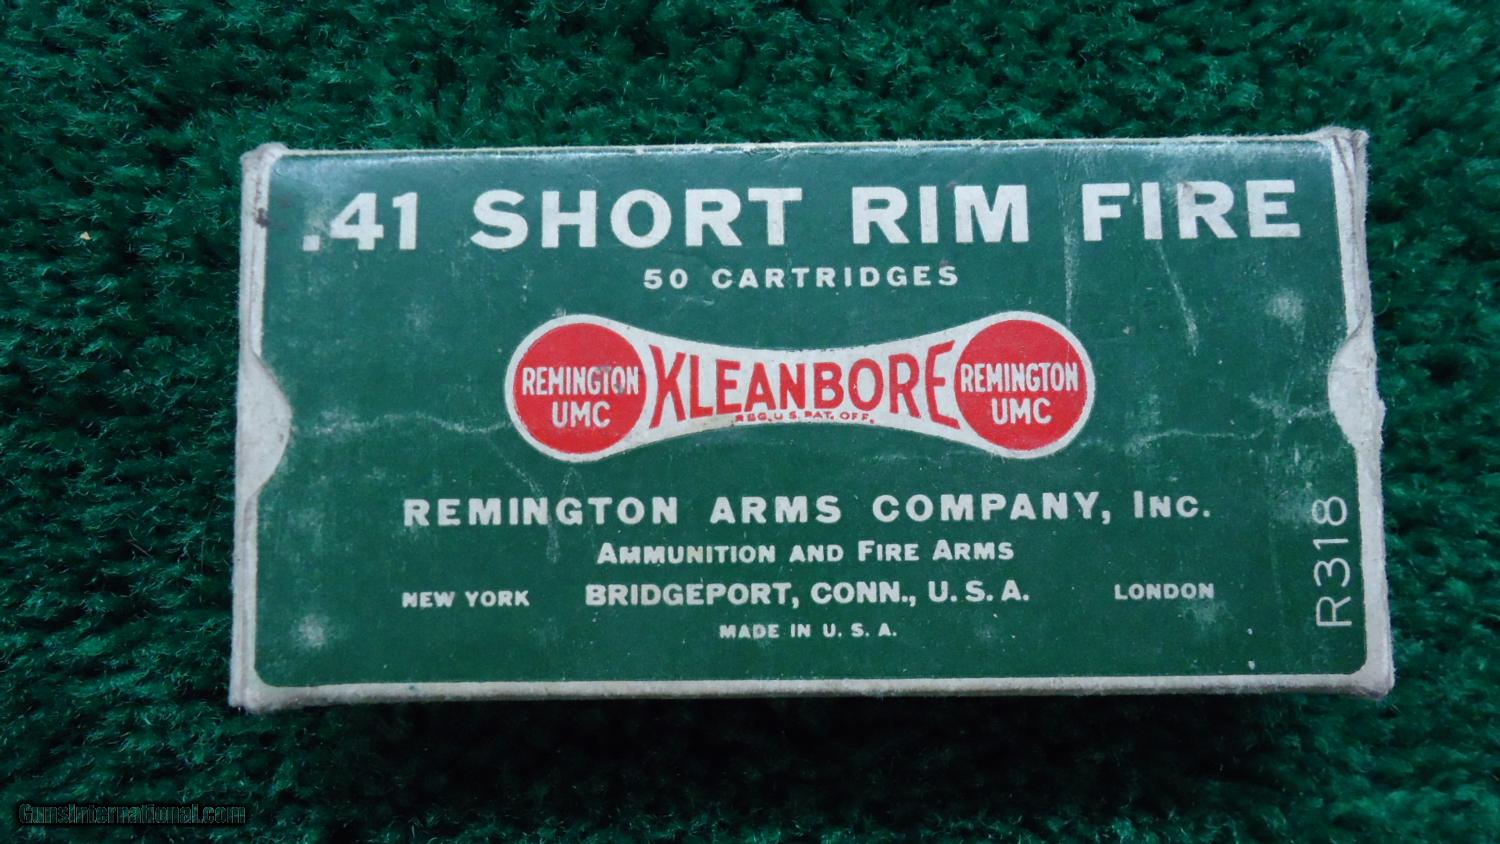 .41 SHORT RIM FIRE
50 CARTRIDGES
REMINGTON UMC
KLEANBORE
REG. U.S. PAT. OFF.
REMINGTON UMC
REMINGTON ARMS COMPANY, INC.
AMMUNITION AND FIRE ARMS
NEW YORK BRIDGEPORT, CONN., U.S.A. LONDON
MADE IN U.S.A.
R318
GunsInternational.com